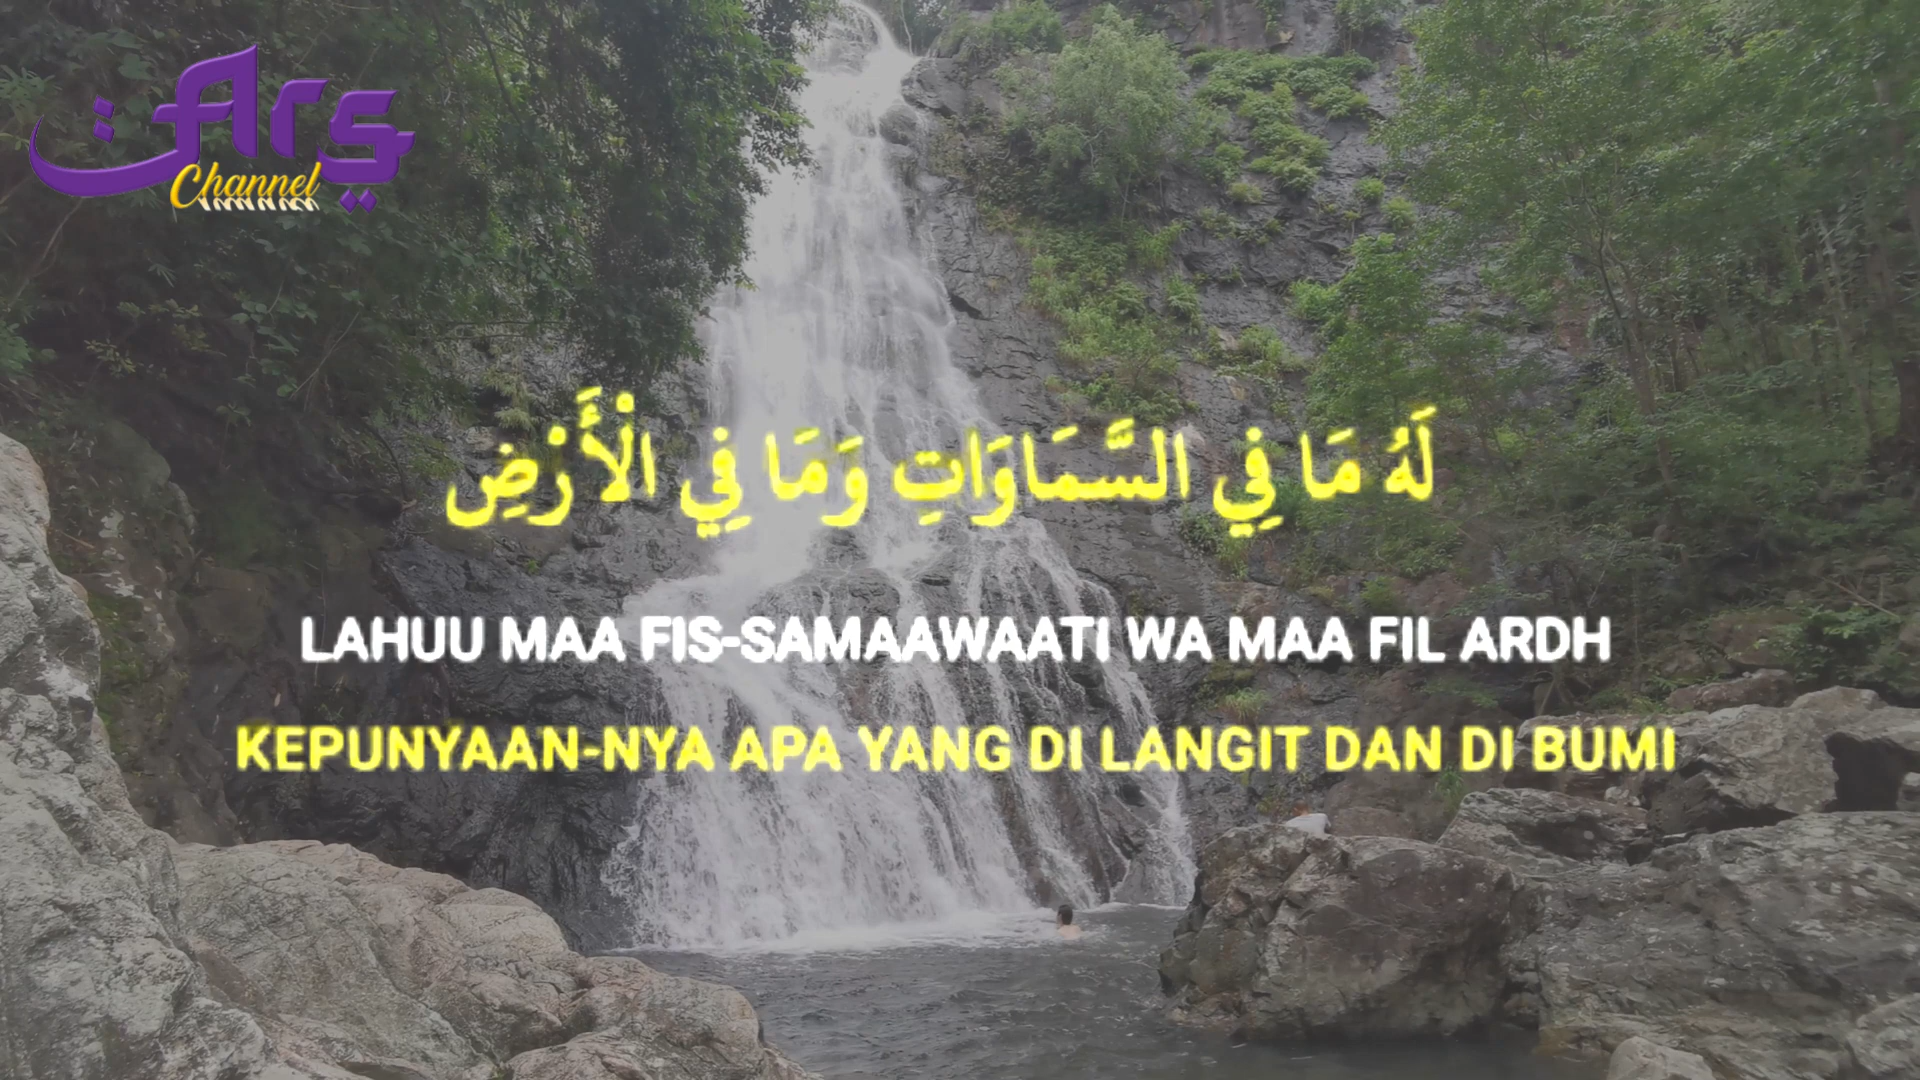 Ars
Channel
لَهُ مَا فِي السَّمَاوَاتِ وَمَا فِي الْأَرْضِ
LAHUU MAA FIS-SAMAAWAATI WA MAA FIL ARDH
KEPUNYAAN-NYA APA YANG DI LANGIT DAN DI BUMI